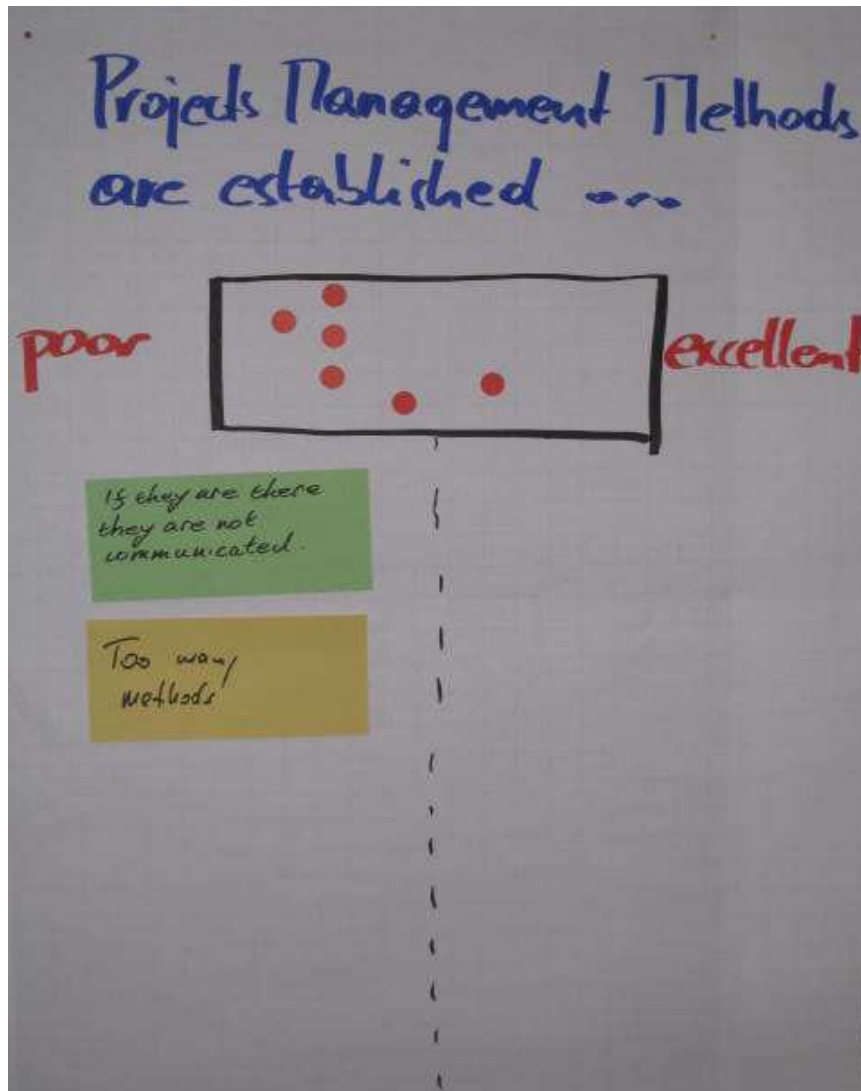 Projects Management Methods
are established ...
poor
excellent
If they are there
they are not
communicated.
Too many
methods